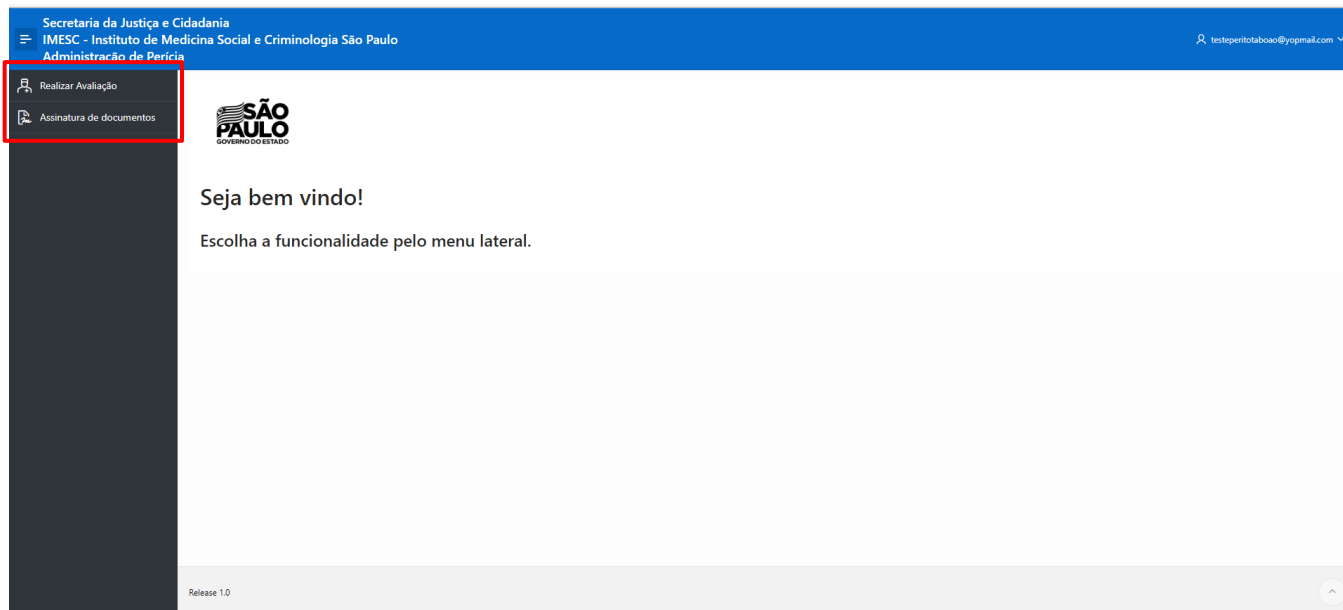 Secretaria da Justiça e Cidadania
IMESC - Instituto de Medicina Social e Criminologia São Paulo
Administração de Perícia
testeperitotaboao@yopmail.com
Realizar Avaliação
Assinatura de documentos
SÃO
PAULO
GOVERNO DO ESTADO
Seja bem vindo!
Escolha a funcionalidade pelo menu lateral.
Release 1.0